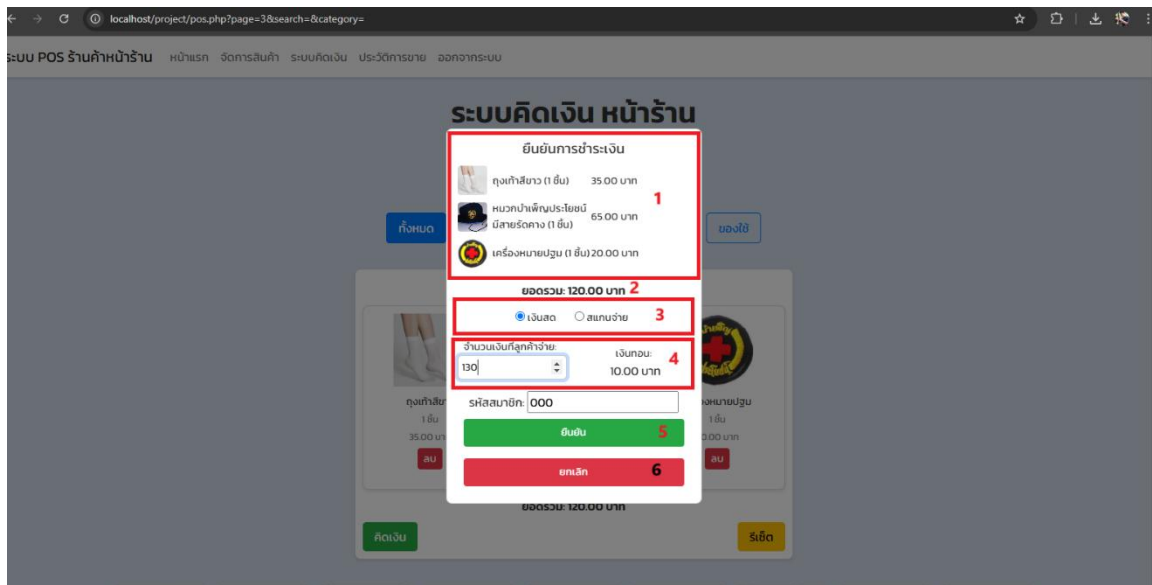 localhost/project/pos.php?page=3&search=&category=
ระบบ POS ร้านค้าหน้าร้าน หน้าแรก จัดการสินค้า ระบบคิดเงิน ประวัติการขาย ออกจากระบบ
ระบบคิดเงิน หน้าร้าน
ยืนยันการชำระเงิน
ถุงเท้าสีขาว (1 ชิ้น) 35.00 บาท
1
หมวกบำเพ็ญประโยชน์
มีสายรัดคาง (1 ชิ้น) 65.00 บาท
ทั้งหมด ของใช้
เครื่องหมายปฐม (1 ชิ้น) 20.00 บาท
ยอดรวม: 120.00 บาท 2
เงินสด สแกนจ่าย 3
จำนวนเงินที่ลูกค้าจ่าย: เงินทอน:
130 10.00 บาท 4
รหัสสมาชิก: 000
ถุงเท้าสีขา งหมายปฐม
1 ชิ้น 1 ชิ้น
35.00 บา 0.00 บาท
ยืนยัน 5
ลบ ลบ
ยกเลิก 6
ยอดรวม: 120.00 บาท
คิดเงิน รีเซ็ต